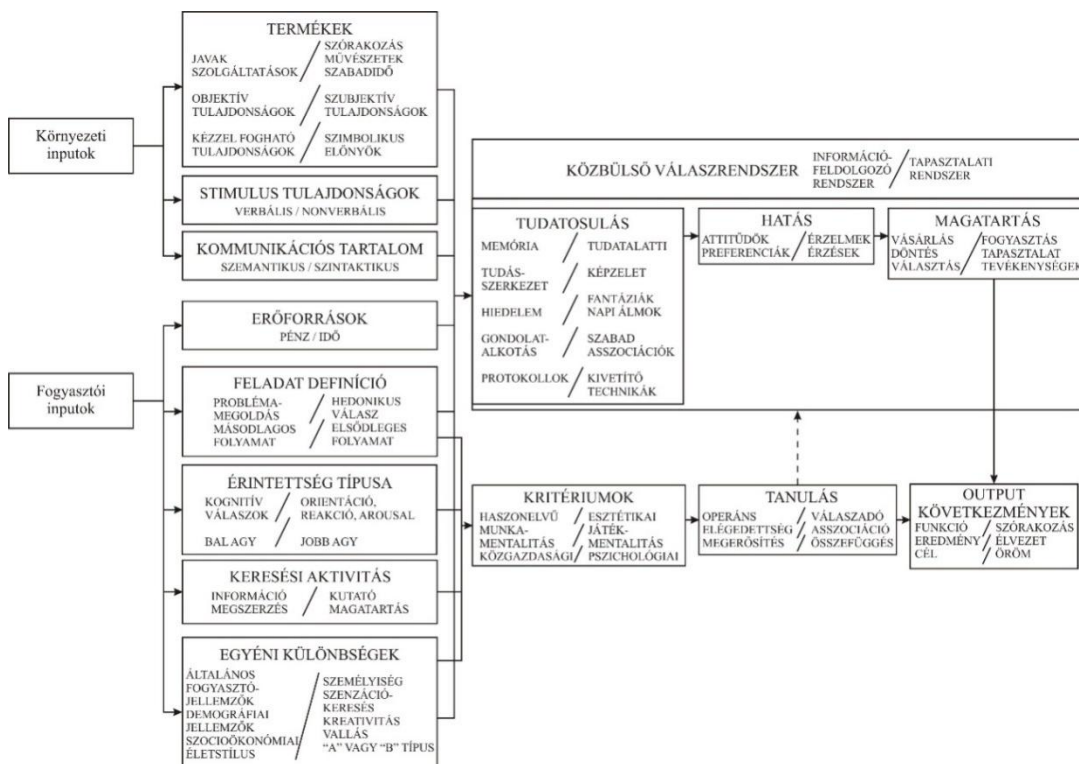 Környezeti
inputok
TERMÉKEK
JAVAK
SZOLGÁLTATÁSOK
/
SZÓRAKOZÁS
MŰVÉSZETEK
SZABADIDŐ
OBJEKTÍV
TULAJDONSÁGOK
/
SZUBJEKTÍV
TULAJDONSÁGOK
KÉZZEL FOGHATÓ
TULAJDONSÁGOK
/
SZIMBOLIKUS
ELŐNYÖK
STIMULUS TULAJDONSÁGOK
VERBÁLIS / NONVERBÁLIS
KOMMUNIKÁCIÓS TARTALOM
SZEMANTIKUS / SZINTAKTIKUS
Fogyasztói
inputok
ERŐFORRÁSOK
PÉNZ / IDŐ
FELADAT DEFINÍCIÓ
PROBLÉMA-
MEGOLDÁS
MÁSODLAGOS
FOLYAMAT
/
HEDONIKUS
VÁLASZ
ELSŐDLEGES
FOLYAMAT
ÉRINTETTSÉG TÍPUSA
KOGNITÍV
VÁLASZOK
/
ORIENTÁCIÓ,
REAKCIÓ, AROUSAL
BAL AGY
/
JOBB AGY
KERESÉSI AKTIVITÁS
INFORMÁCIÓ
MEGSZERZÉS
/
KUTATÓ
MAGATARTÁS
EGYÉNI KÜLÖNBSÉGEK
ÁLTALÁNOS
FOGYASZTÓ-
JELLEMZŐK
DEMOGRÁFIAI
JELLEMZŐK
SZOCIOÖKONÓMIAI
ÉLETSTÍLUS
/
SZEMÉLYISÉG
SZENZÁCIÓ-
KERESÉS
KREATIVITÁS
VALLÁS
“A” VAGY “B” TÍPUS
KÖZBÜLSŐ VÁLASZRENDSZER
INFORMÁCIÓ-
FELDOLGOZÓ
RENDSZER
/
TAPASZTALATI
RENDSZER
TUDATOSULÁS
MEMÓRIA
/
TUDATALATTI
TUDÁS-
SZERKEZET
/
KÉPZELET
HIEDELEM
/
FANTÁZIÁK
NAPI ÁLMOK
GONDOLAT-
ALKOTÁS
/
SZABAD
ASSZOCIÁCIÓK
PROTOKOLLOK
/
KIVETÍTŐ
TECHNIKÁK
HATÁS
ATTITŰDÖK
PREFERENCIÁK
/
ÉRZELMEK
ÉRZÉSEK
MAGATARTÁS
VÁSÁRLÁS
DÖNTÉS
VÁLASZTÁS
/
FOGYASZTÁS
TAPASZTALAT
TEVÉKENYSÉGEK
KRITÉRIUMOK
HASZONELVŰ
MUNKA-
MENTALITÁS
KÖZGAZDASÁGI
/
ESZTÉTIKAI
JÁTÉK-
MENTALITÁS
PSZICHOLÓGIAI
TANULÁS
OPERÁNS
ELÉGEDETTSÉG
MEGERŐSÍTÉS
/
VÁLASZADÓ
ASSZOCIÁCIÓ
ÖSSZEFÜGGÉS
OUTPUT
KÖVETKEZMÉNYEK
FUNKCIÓ
EREDMÉNY
CÉL
/
SZÓRAKOZÁS
ÉLVEZET
ÖRÖM